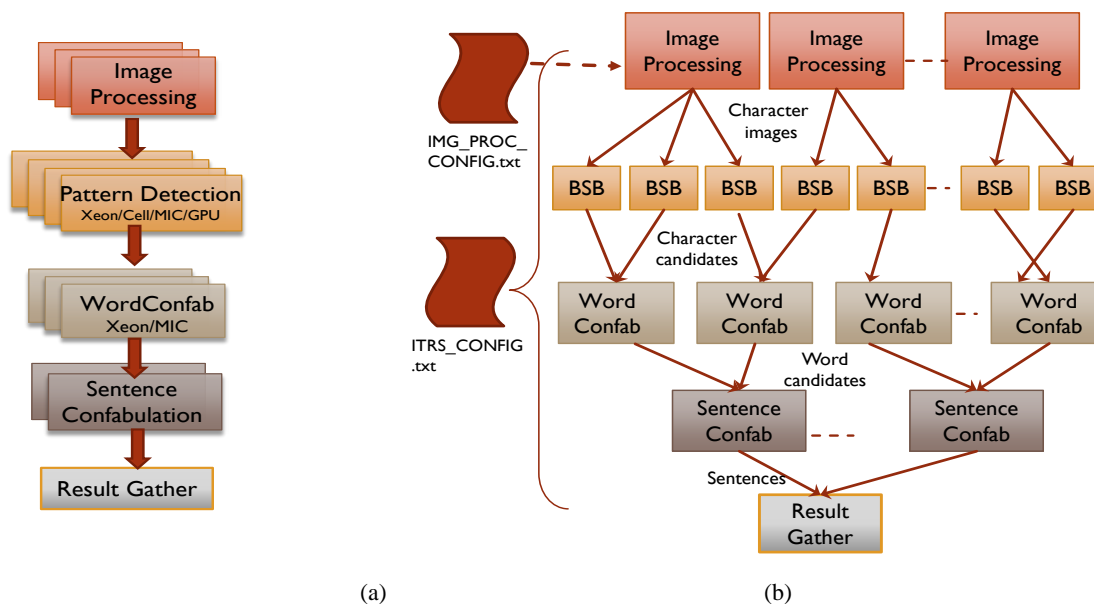 Image
Processing
Pattern Detection
Xeon/Cell/MIC/GPU
WordConfab
Xeon/MIC
Sentence
Confabulation
Result Gather
(a)
IMG_PROC_
CONFIG.txt
ITRS_CONFIG
.txt
Image
Processing
Image
Processing
Image
Processing
Character
images
BSB
BSB
BSB
BSB
BSB
BSB
BSB
Character
candidates
Word
Confab
Word
Confab
Word
Confab
Word
Confab
Word
candidates
Sentence
Confab
Sentence
Confab
Sentences
Result
Gather
(b)